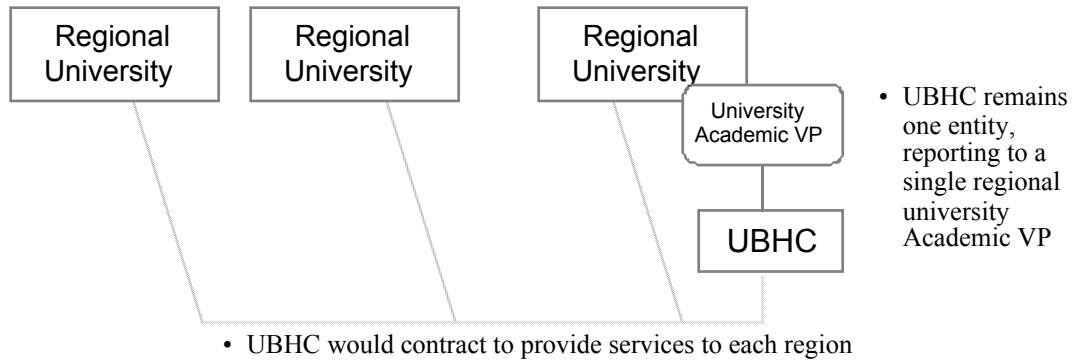 Regional
University
Regional
University
Regional
University
University
Academic VP
UBHC
• UBHC remains
one entity,
reporting to a
single regional
university
Academic VP
• UBHC would contract to provide services to each region